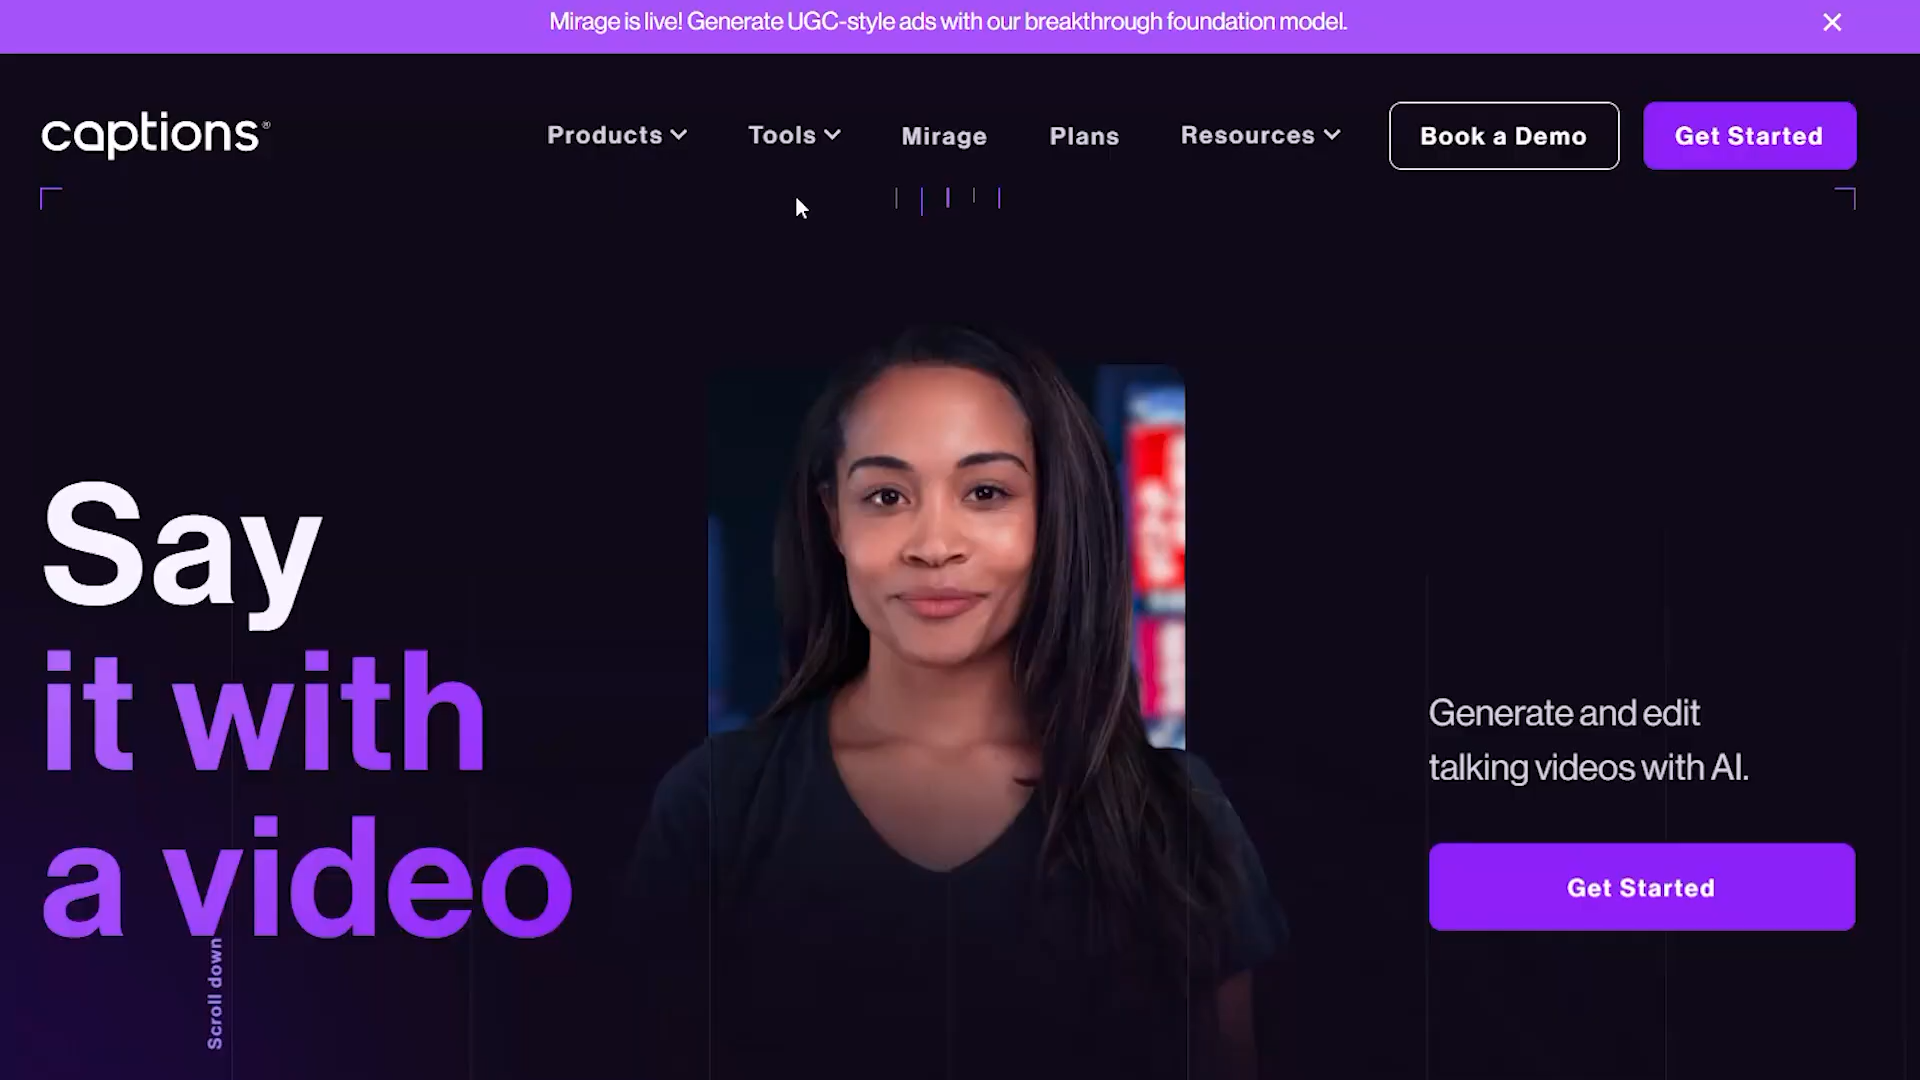 Mirage is live! Generate UGC-style ads with our breakthrough foundation model.
captions®
Products
Tools
Mirage
Plans
Resources
Book a Demo
Get Started
Say
it with
a video
Generate and edit
talking videos with AI.
Get Started
Scroll down